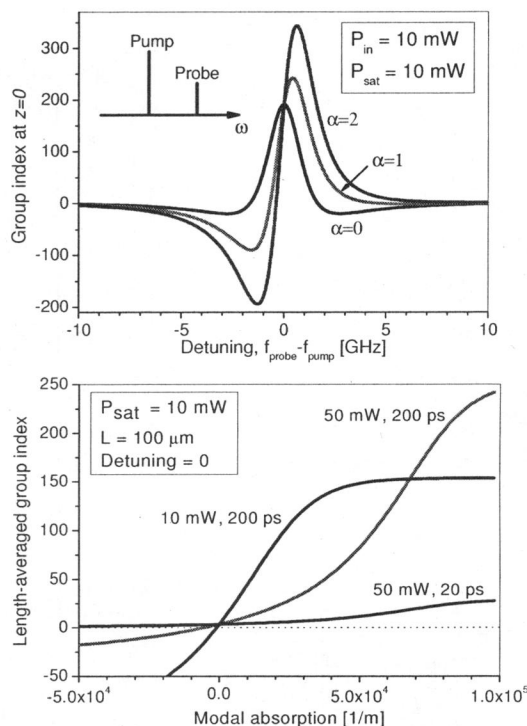 300
200
100
0
-100
-200
Group index at z=0
Pump
Probe
ω
P_in = 10 mW
P_sat = 10 mW
α=2
α=1
α=0
-10
-5
0
5
10
Detuning, f_probe-f_pump [GHz]
250
200
150
100
50
0
-50
Length-averaged group index
P_sat = 10 mW
L = 100 μm
Detuning = 0
50 mW, 200 ps
10 mW, 200 ps
50 mW, 20 ps
-5.0x10^4
0.0
5.0x10^4
1.0x10^5
Modal absorption [1/m]